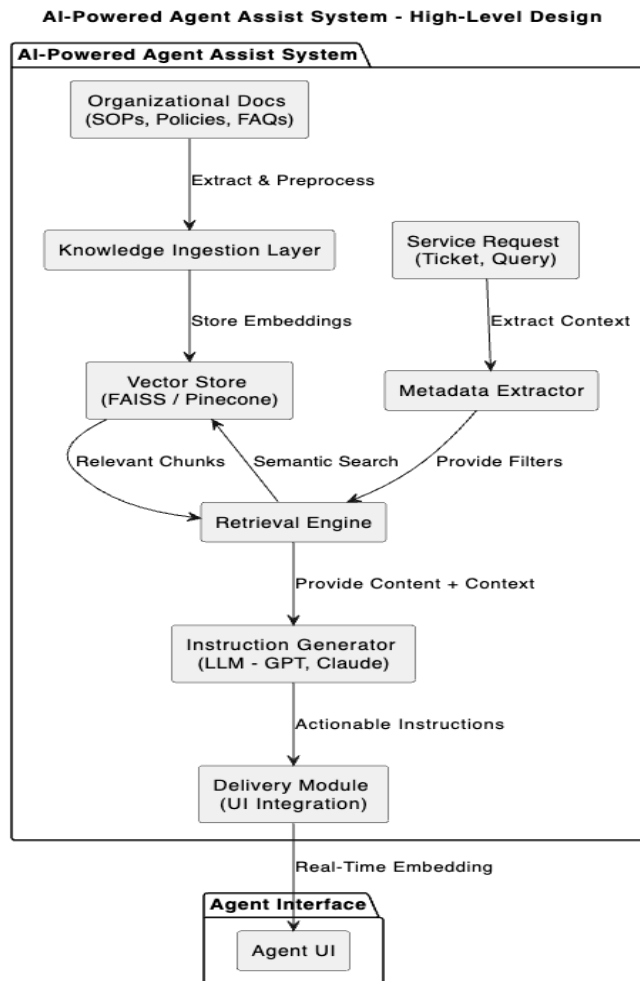 AI-Powered Agent Assist System - High-Level Design
AI-Powered Agent Assist System
Organizational Docs
(SOPs, Policies, FAQs)
Extract & Preprocess
Knowledge Ingestion Layer
Service Request
(Ticket, Query)
Store Embeddings
Extract Context
Vector Store
(FAISS / Pinecone)
Metadata Extractor
Relevant Chunks
Semantic Search
Provide Filters
Retrieval Engine
Provide Content + Context
Instruction Generator
(LLM - GPT, Claude)
Actionable Instructions
Delivery Module
(UI Integration)
Real-Time Embedding
Agent Interface
Agent UI